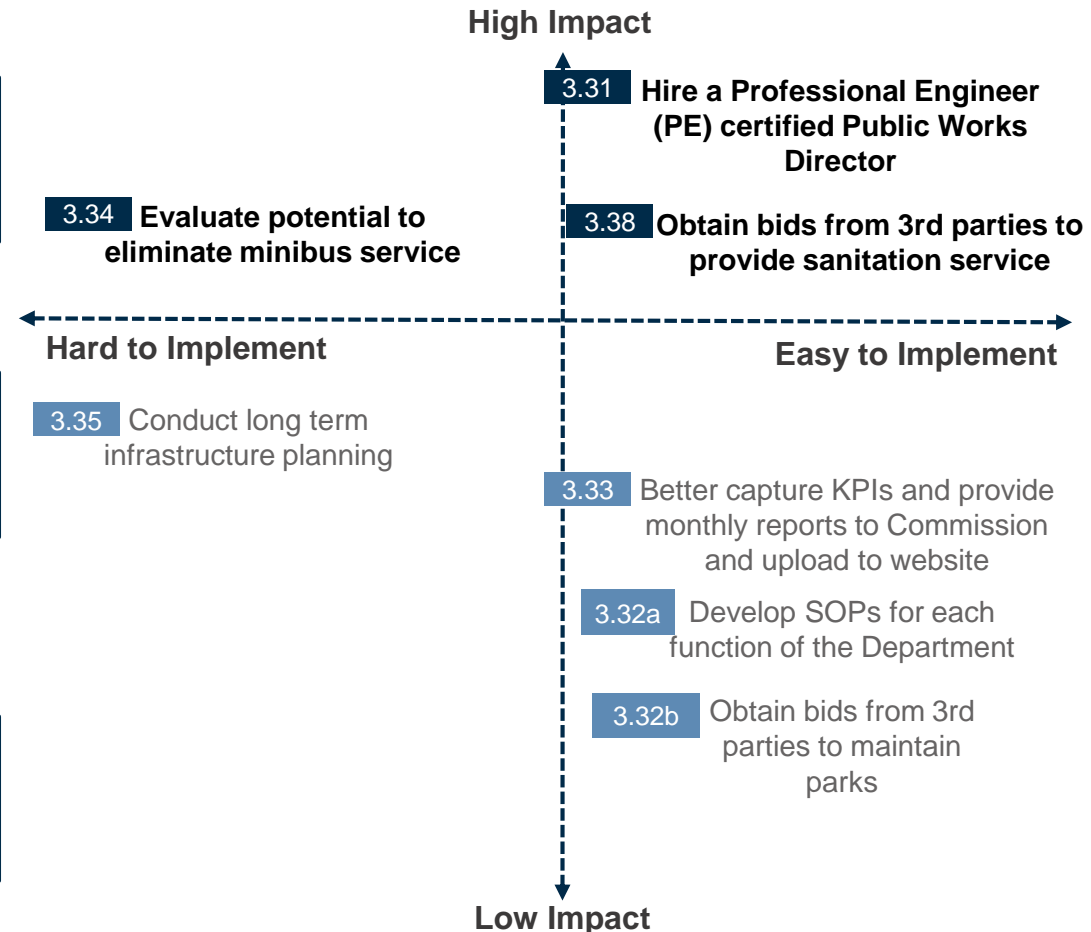 High Impact
3.31 Hire a Professional Engineer
(PE) certified Public Works
Director
3.34 Evaluate potential to
eliminate minibus service
3.38 Obtain bids from 3rd parties to
provide sanitation service
Hard to Implement
Easy to Implement
3.35 Conduct long term
infrastructure planning
3.33 Better capture KPIs and provide
monthly reports to Commission
and upload to website
3.32a Develop SOPs for each
function of the Department
3.32b Obtain bids from 3rd
parties to maintain
parks
Low Impact